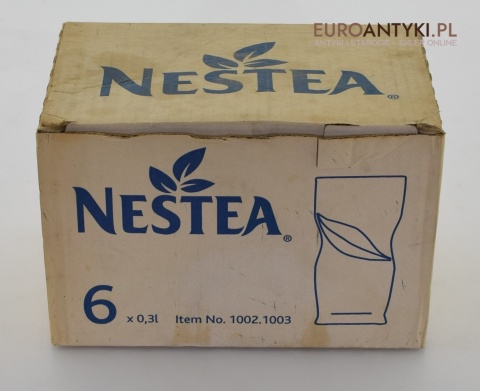 EUROANTYKI.PL
NESTEA®
NESTEA®
6 x 0,3l Item No. 1002.1003